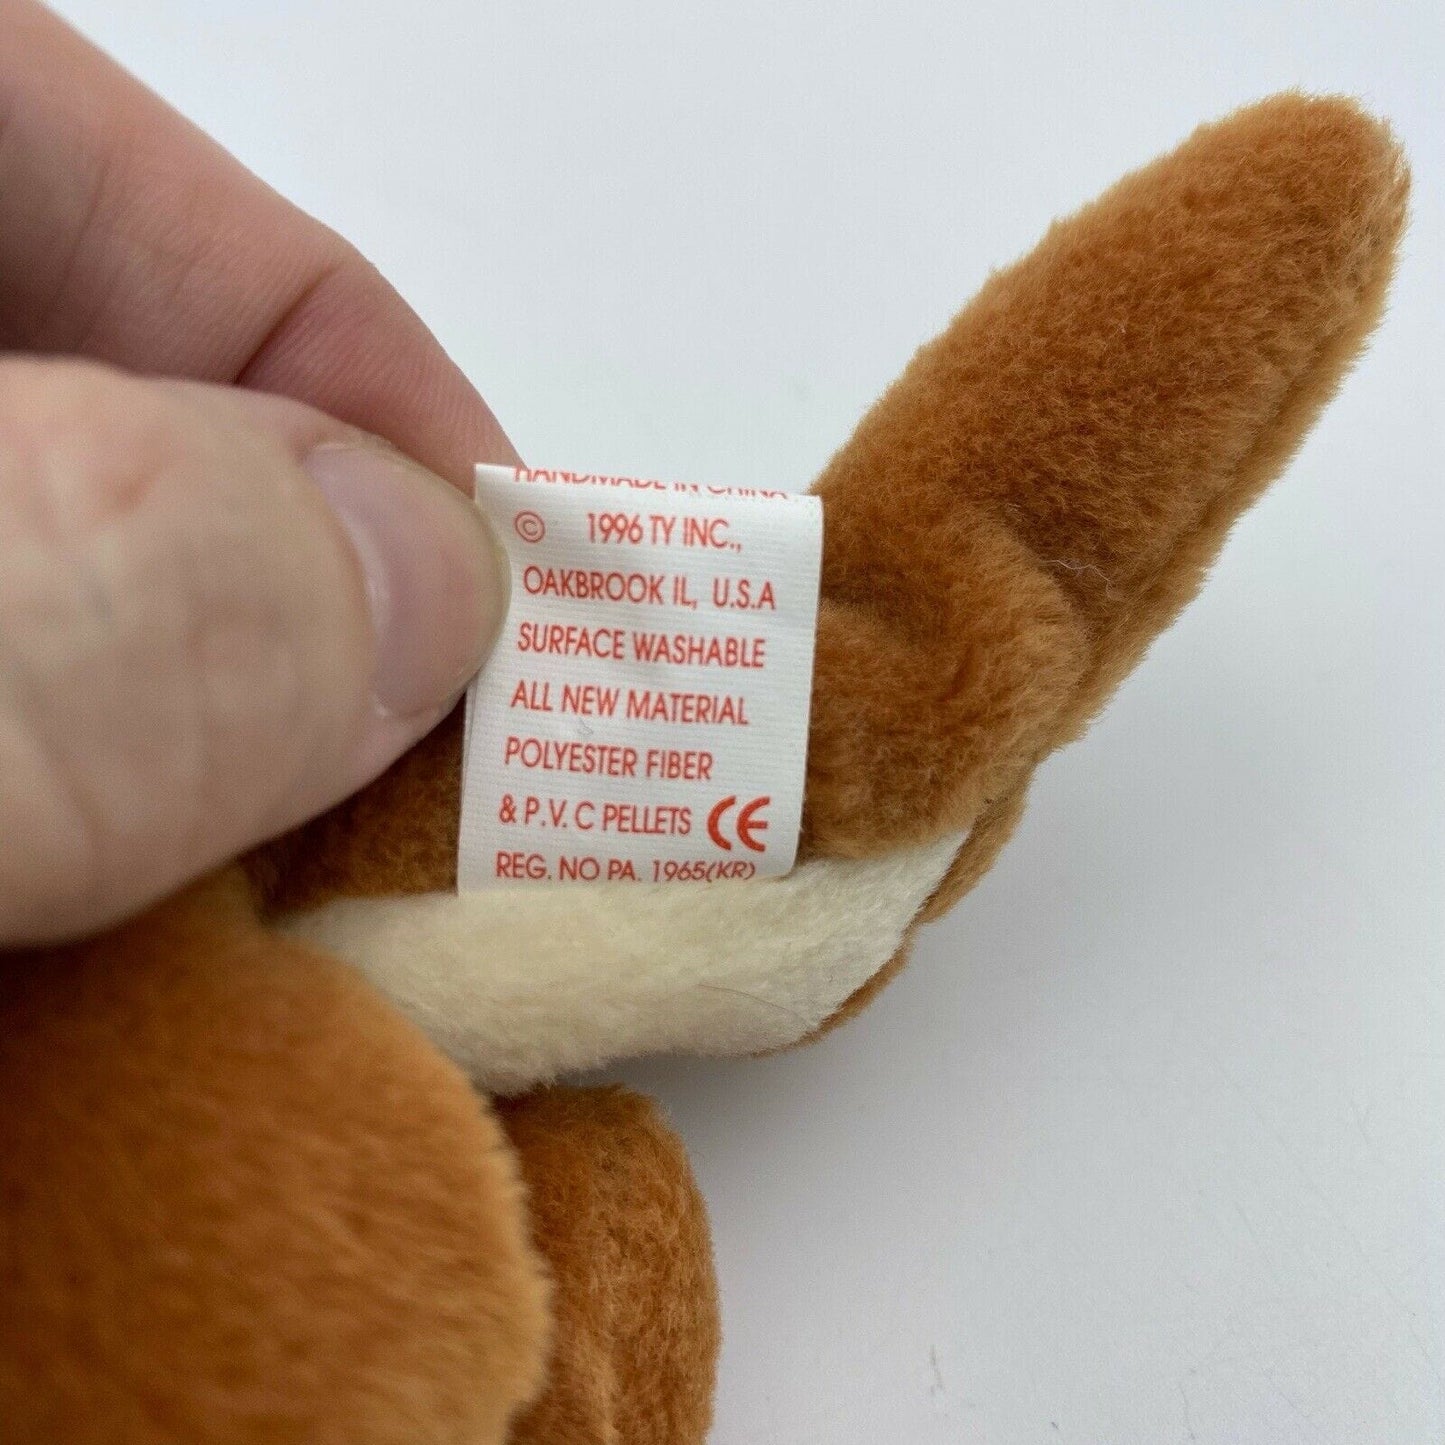 HANDMADE IN CHINA
© 1996 TY INC.,
OAKBROOK IL, U.S.A
SURFACE WASHABLE
ALL NEW MATERIAL
POLYESTER FIBER
& P.V.C PELLETS CE
REG. NO PA. 1965(KR)